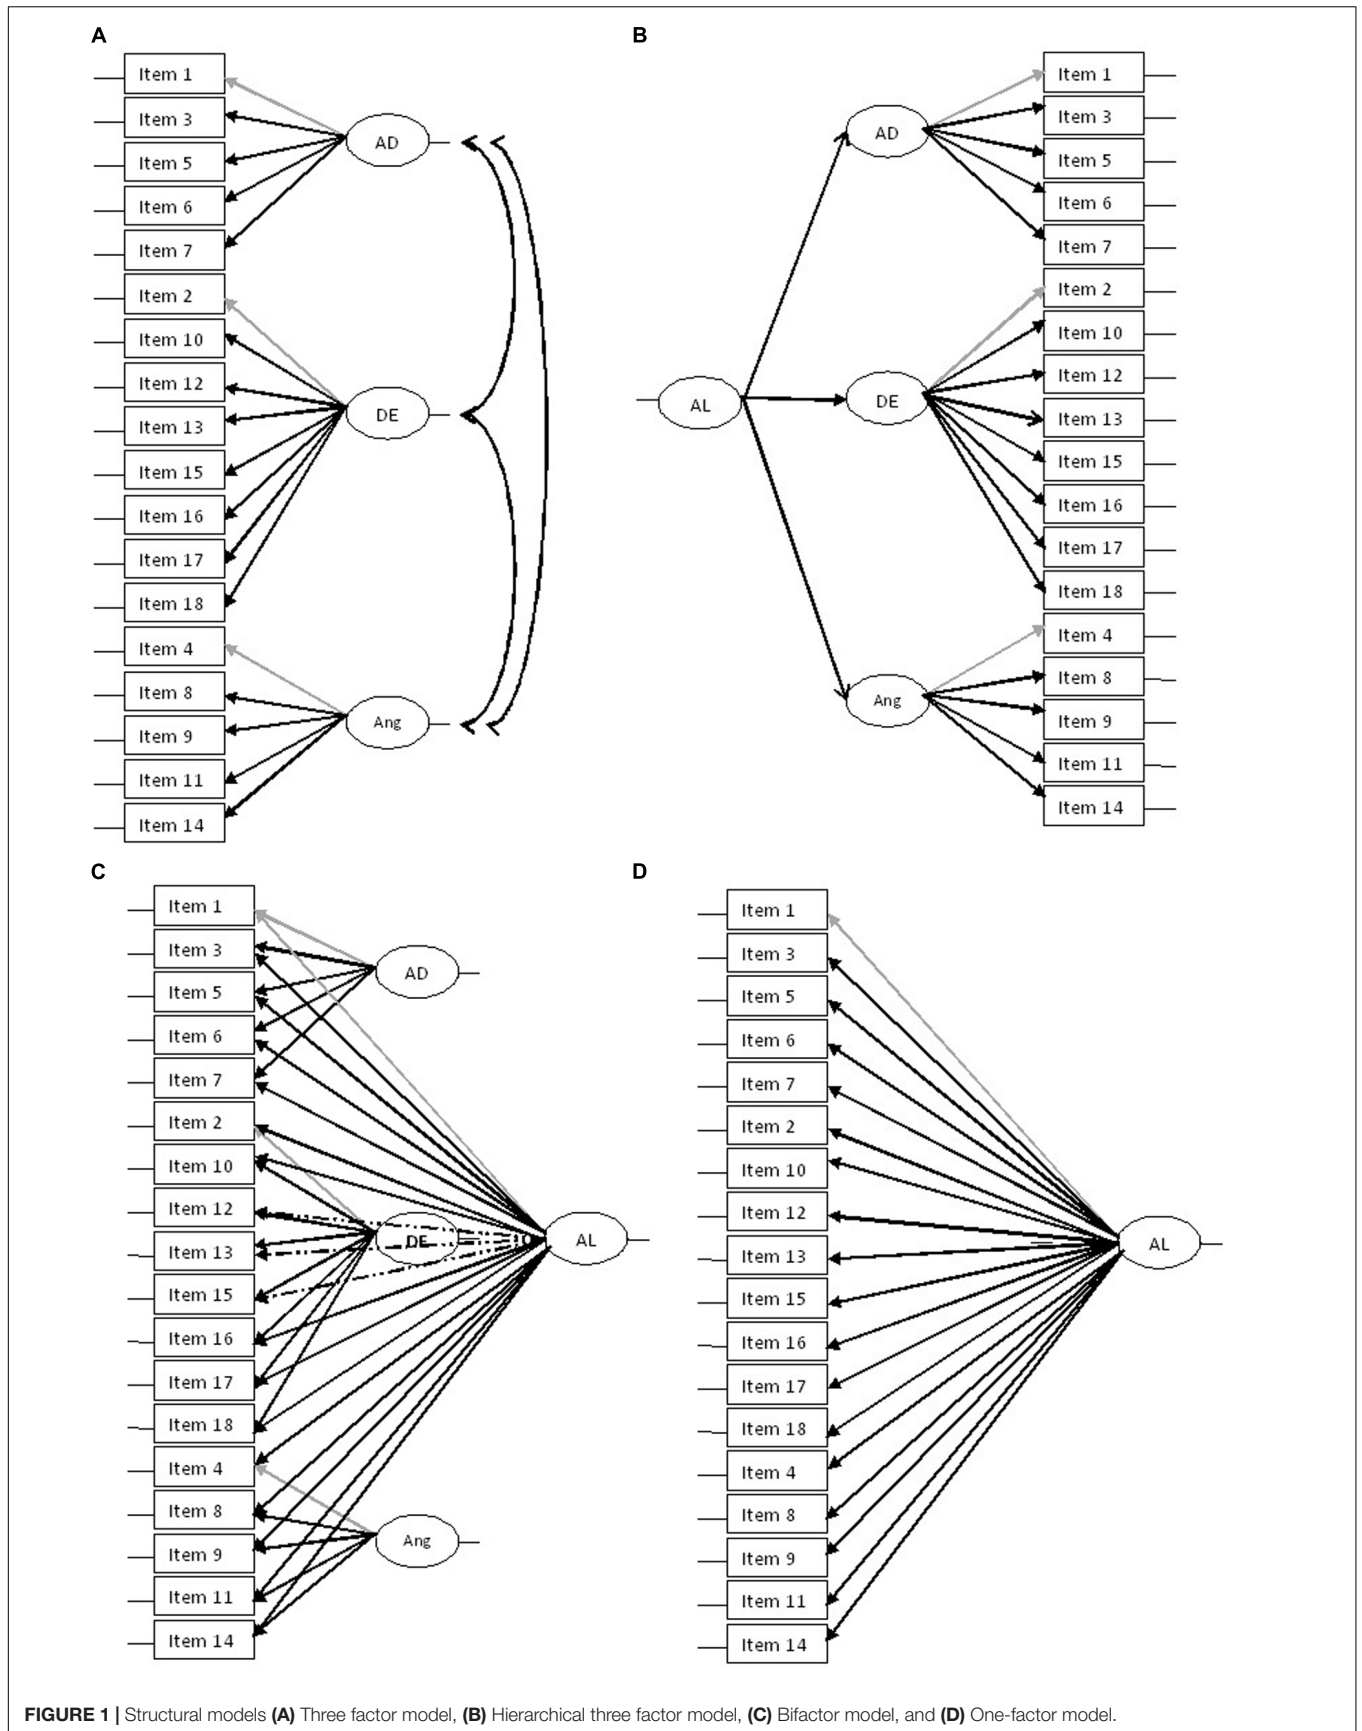 A
Item 1
Item 3
Item 5
Item 6
Item 7
Item 2
Item 10
Item 12
Item 13
Item 15
Item 16
Item 17
Item 18
Item 4
Item 8
Item 9
Item 11
Item 14
AD
DE
Ang
B
AL
AD
DE
Ang
Item 1
Item 3
Item 5
Item 6
Item 7
Item 2
Item 10
Item 12
Item 13
Item 15
Item 16
Item 17
Item 18
Item 4
Item 8
Item 9
Item 11
Item 14
C
Item 1
Item 3
Item 5
Item 6
Item 7
Item 2
Item 10
Item 12
Item 13
Item 15
Item 16
Item 17
Item 18
Item 4
Item 8
Item 9
Item 11
Item 14
AD
DE
Ang
AL
D
Item 1
Item 3
Item 5
Item 6
Item 7
Item 2
Item 10
Item 12
Item 13
Item 15
Item 16
Item 17
Item 18
Item 4
Item 8
Item 9
Item 11
Item 14
AL
FIGURE 1 | Structural models (A) Three factor model, (B) Hierarchical three factor model, (C) Bifactor model, and (D) One-factor model.